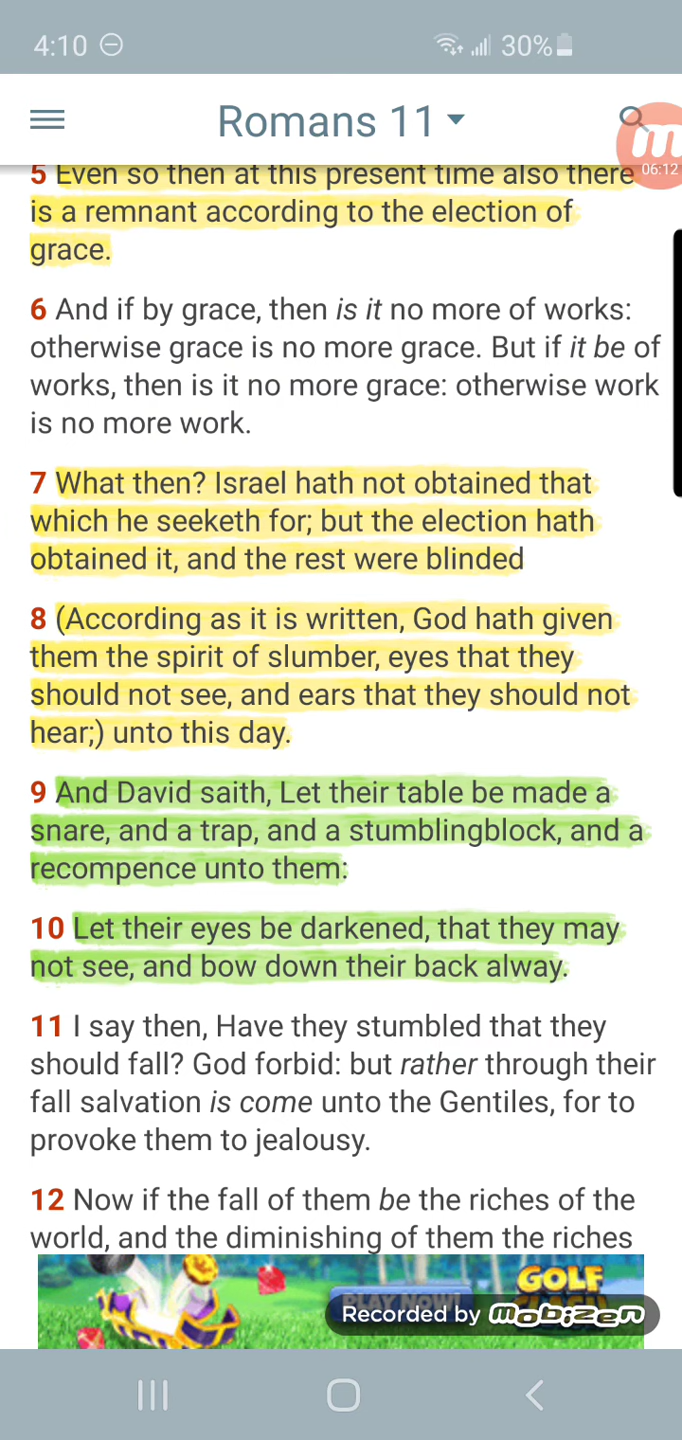 4:10 30%
Romans 11
06:12
5 Even so then at this present time also there
is a remnant according to the election of
grace.
6 And if by grace, then is it no more of works:
otherwise grace is no more grace. But if it be of
works, then is it no more grace: otherwise work
is no more work.
7 What then? Israel hath not obtained that
which he seeketh for; but the election hath
obtained it, and the rest were blinded
8 (According as it is written, God hath given
them the spirit of slumber, eyes that they
should not see, and ears that they should not
hear;) unto this day.
9 And David saith, Let their table be made a
snare, and a trap, and a stumblingblock, and a
recompence unto them:
10 Let their eyes be darkened, that they may
not see, and bow down their back alway.
11 I say then, Have they stumbled that they
should fall? God forbid: but rather through their
fall salvation is come unto the Gentiles, for to
provoke them to jealousy.
12 Now if the fall of them be the riches of the
world, and the diminishing of them the riches
GOLF
PLAY NOW!
Recorded by mobizen